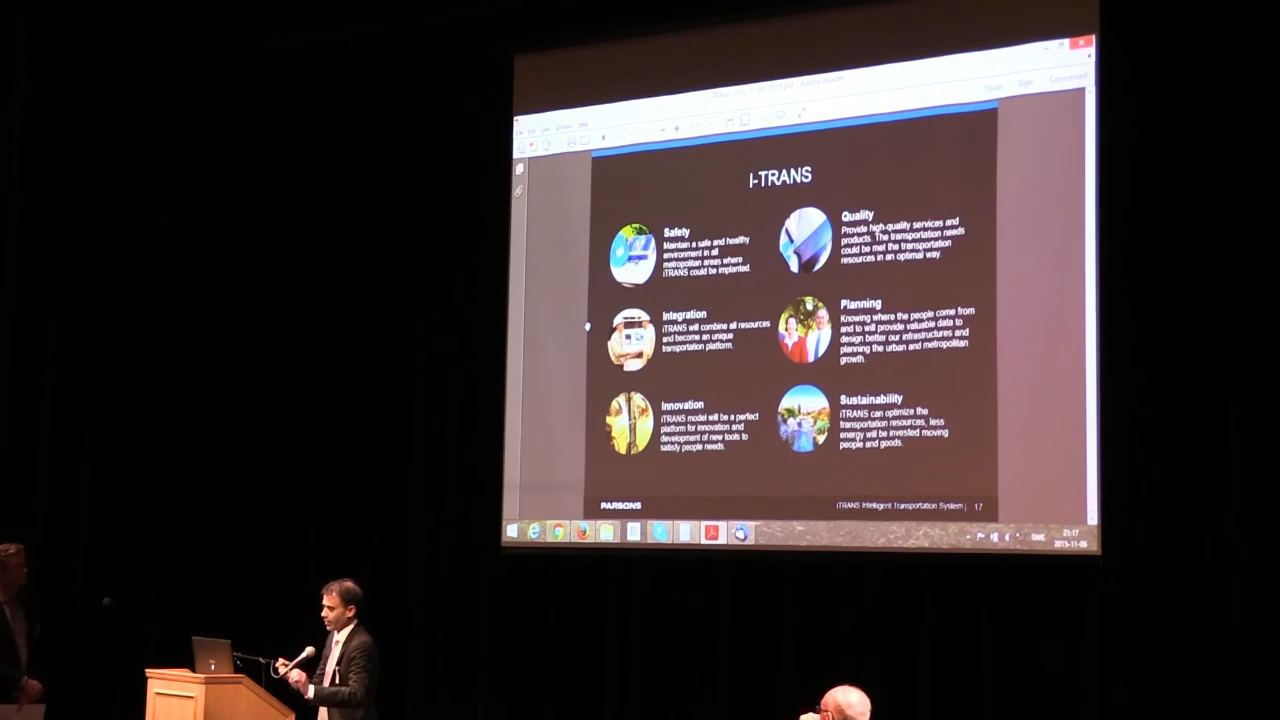 Adobe Reader
Tools Sign Comment
I-TRANS
Safety
Maintain a safe and healthy
environment in all
metropolitan areas where
iTRANS could be implanted.
Quality
Provide high-quality services and
products. The transportation needs
could be met the transportation
resources in an optimal way.
Integration
iTRANS will combine all resources
and become an unique
transportation platform.
Planning
Knowing where the people come from
and to will provide valuable data to
design better our infrastructures and
planning the urban and metropolitan
growth.
Innovation
iTRANS model will be a perfect
platform for innovation and
development of new tools to
satisfy people needs.
Sustainability
iTRANS can optimize the
transportation resources, less
energy will be invested moving
people and goods.
PARSONS
iTRANS Intelligent Transportation System | 17
SWE
21:17
2015-11-06